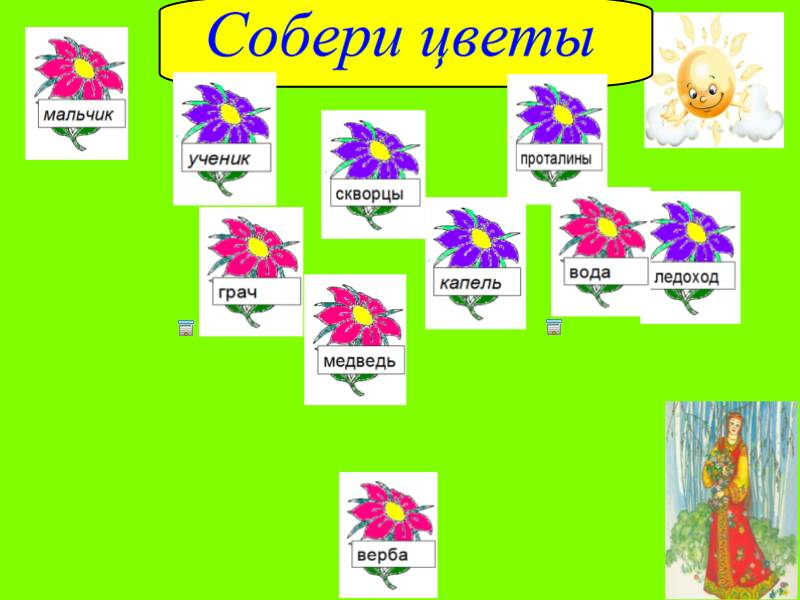 Собери цветы
мальчик
ученик
проталины
скворцы
грач
капель
вода
ледоход
медведь
верба